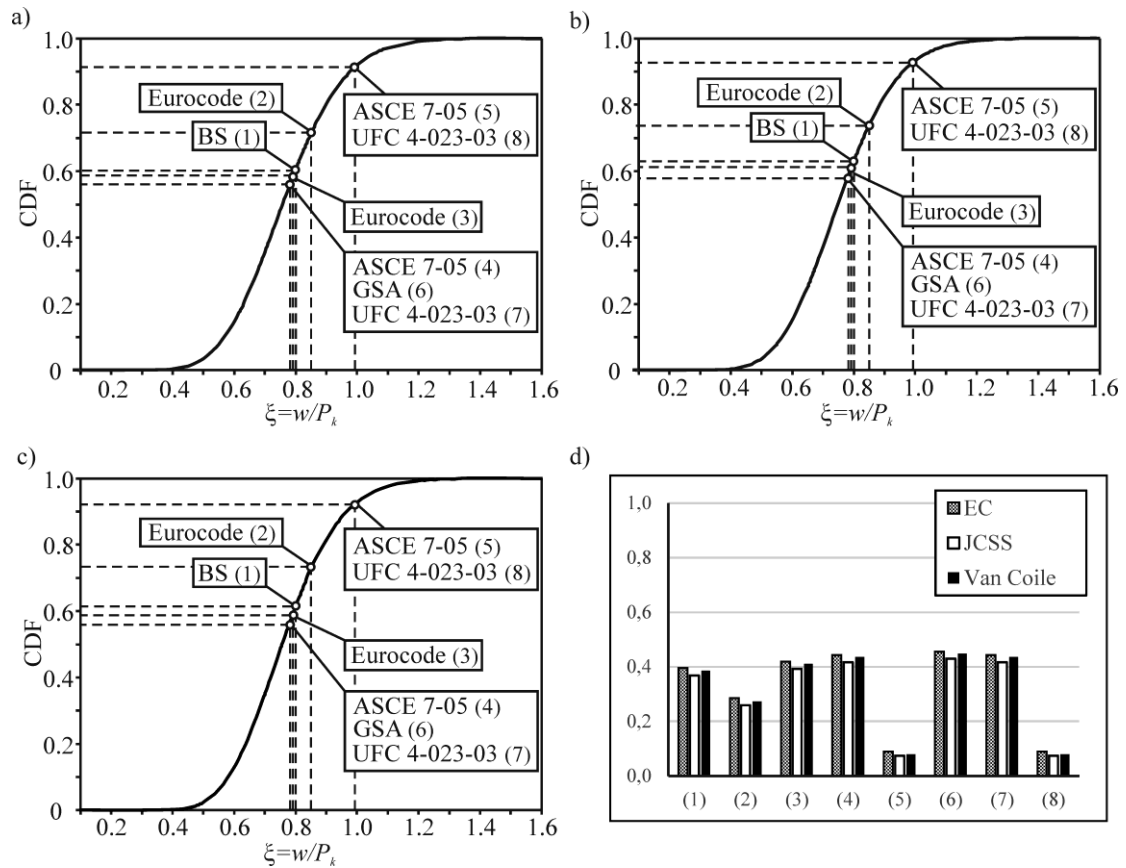 a)
1.0
0.8
0.6
0.4
0.2
0
CDF
Eurocode (2)
BS (1)
ASCE 7-05 (5)
UFC 4-023-03 (8)
Eurocode (3)
ASCE 7-05 (4)
GSA (6)
UFC 4-023-03 (7)
0.2 0.4 0.6 0.8 1.0 1.2 1.4 1.6
ξ=w/Pk
b)
1.0
0.8
0.6
0.4
0.2
0
CDF
Eurocode (2)
BS (1)
ASCE 7-05 (5)
UFC 4-023-03 (8)
Eurocode (3)
ASCE 7-05 (4)
GSA (6)
UFC 4-023-03 (7)
0.2 0.4 0.6 0.8 1.0 1.2 1.4 1.6
ξ=w/Pk
c)
1.0
0.8
0.6
0.4
0.2
0
CDF
Eurocode (2)
BS (1)
ASCE 7-05 (5)
UFC 4-023-03 (8)
Eurocode (3)
ASCE 7-05 (4)
GSA (6)
UFC 4-023-03 (7)
0.2 0.4 0.6 0.8 1.0 1.2 1.4 1.6
ξ=w/Pk
d)
1,0
0,8
0,6
0,4
0,2
0,0
EC
JCSS
Van Coile
(1) (2) (3) (4) (5) (6) (7) (8)